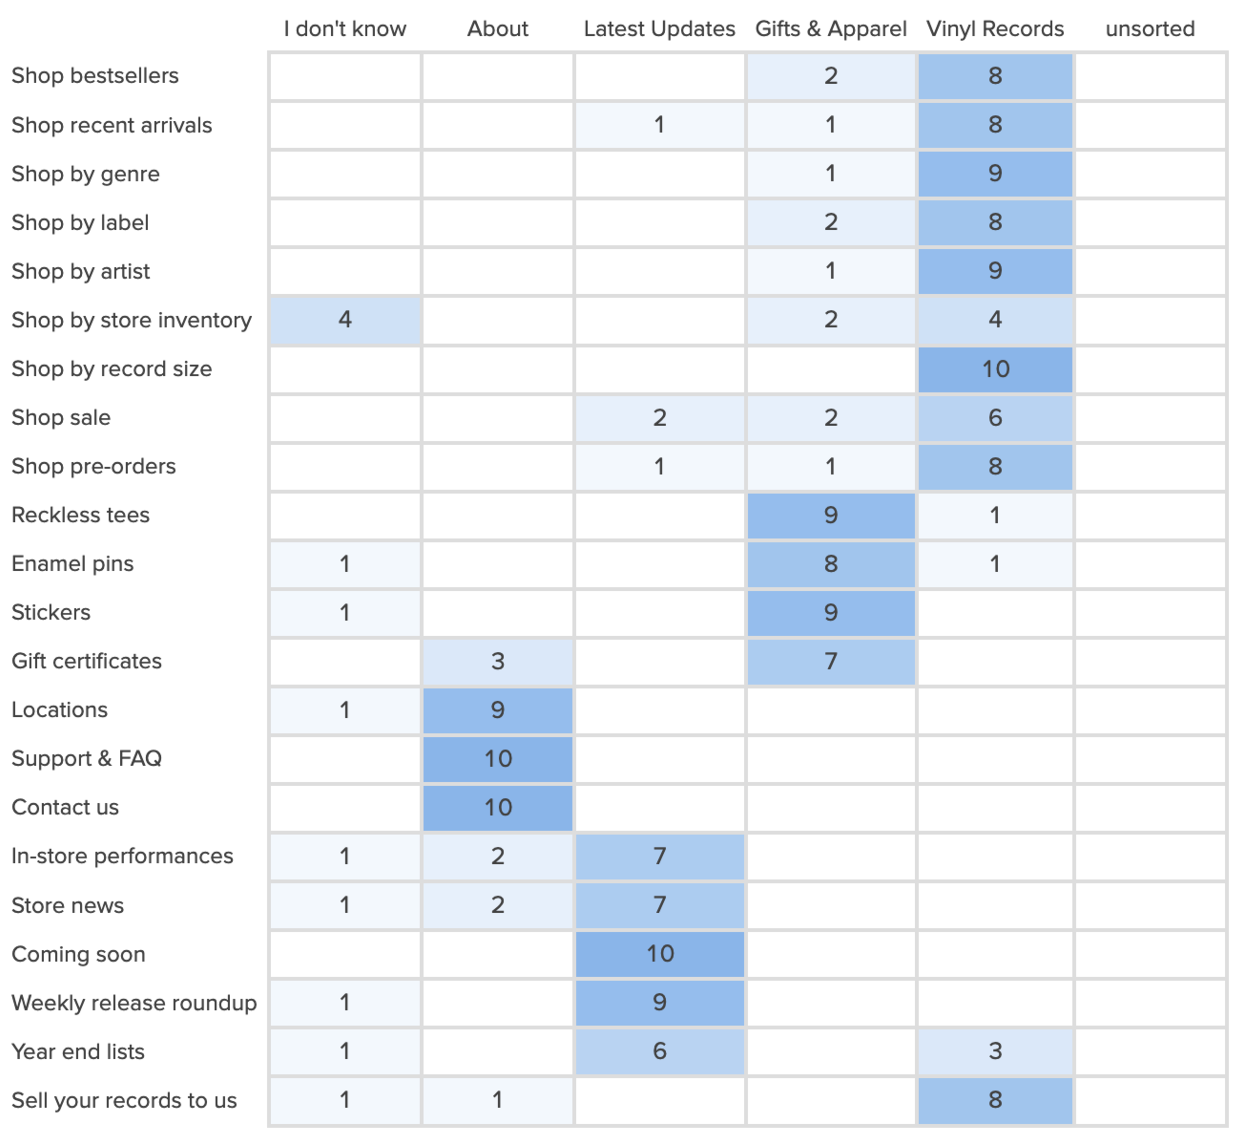 I don't know About Latest Updates Gifts & Apparel Vinyl Records unsorted
Shop bestsellers 2 8
Shop recent arrivals 1 1 8
Shop by genre 1 9
Shop by label 2 8
Shop by artist 1 9
Shop by store inventory 4 2 4
Shop by record size 10
Shop sale 2 2 6
Shop pre-orders 1 1 8
Reckless tees 9 1
Enamel pins 1 8 1
Stickers 1 9
Gift certificates 3 7
Locations 1 9
Support & FAQ 10
Contact us 10
In-store performances 1 2 7
Store news 1 2 7
Coming soon 10
Weekly release roundup 1 9
Year end lists 1 6 3
Sell your records to us 1 1 8